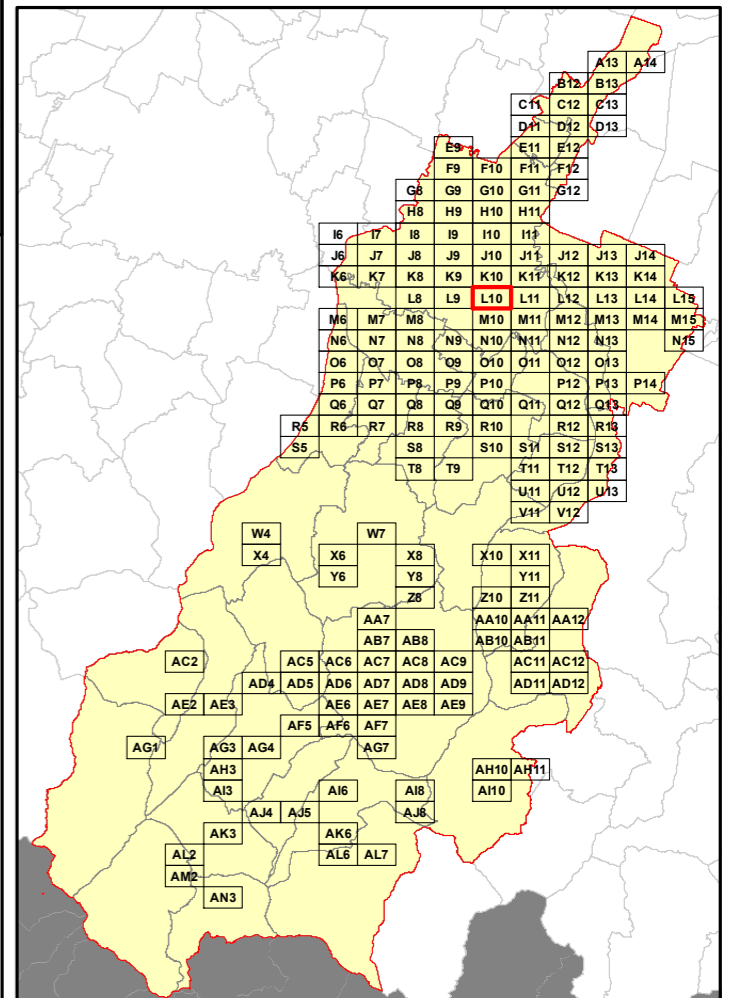 A13 A14
B12 B13
C11 C12 C13
D11 D12 D13
E9 E11 E12
F9 F10 F11 F12
G8 G9 G10 G11 G12
H8 H9 H10 H11
I6 I7 I8 I9 I10 I11
J6 J7 J8 J9 J10 J11 J12 J13 J14
K6 K7 K8 K9 K10 K11 K12 K13 K14
L8 L9 L10 L11 L12 L13 L14 L15
M6 M7 M8 M10 M11 M12 M13 M14 M15
N6 N7 N8 N9 N10 N11 N12 N13 N15
O6 O7 O8 O9 O10 O11 O12 O13
P6 P7 P8 P9 P10 P12 P13 P14
Q6 Q7 Q8 Q9 Q10 Q11 Q12 Q13
R5 R6 R7 R8 R9 R10 R12 R13
S5 S8 S10 S11 S12 S13
T8 T9 T11 T12 T13
U11 U12 U13
V11 V12
W4 W7
X4 X6 X8 X10 X11
Y6 Y8 Y11
Z8 Z10 Z11
AA7 AA10 AA11 AA12
AB7 AB8 AB10 AB11
AC2 AC5 AC6 AC7 AC8 AC9 AC11 AC12
AD4 AD5 AD6 AD7 AD8 AD9 AD11 AD12
AE2 AE3 AE6 AE7 AE8 AE9
AF5 AF6 AF7
AG1 AG3 AG4 AG7
AH3 AH10 AH11
AI3 AI6 AI8 AI10
AJ4 AJ5 AJ8
AK3 AK6
AL2 AL6 AL7
AM2
AN3